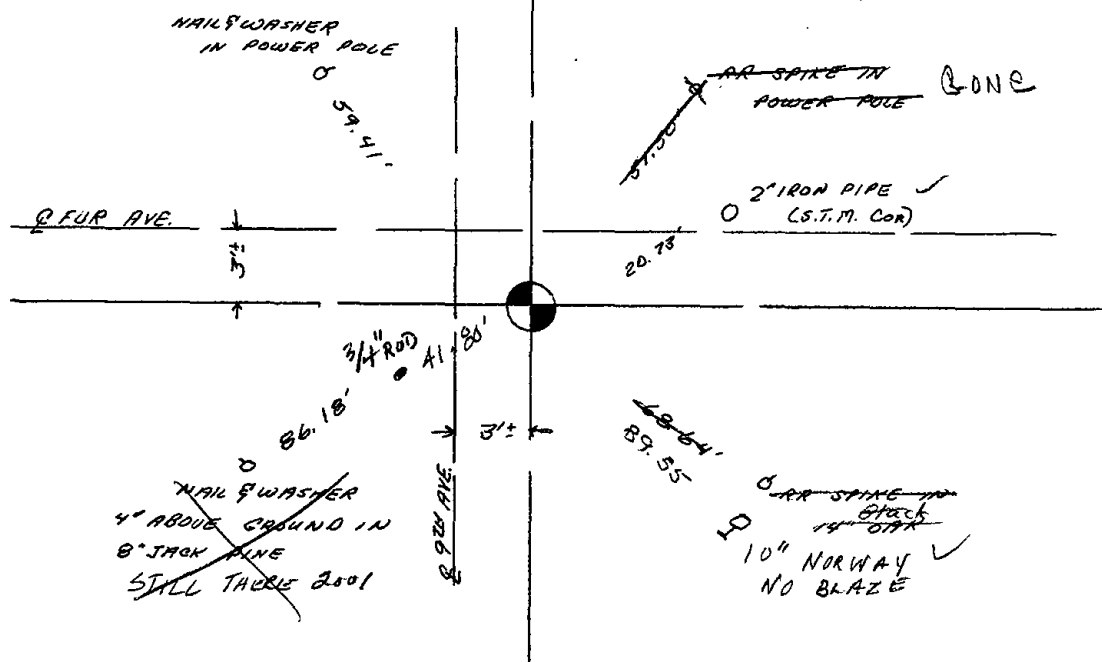 NAIL & WASHER
IN POWER POLE
59.41'
RR SPIKE IN
POWER POLE
GONE
57.50'
2" IRON PIPE ✓
(S.T.M. COR)
20.73'
℄ FUR AVE.
3'±
3/4" ROD
41.80'
86.18'
3'±
NAIL & WASHER
4" ABOVE GROUND IN
8" JACK PINE
STILL THERE 2001
AVE.
68.64'
89.55
RR SPIKE IN
Black
14" OAK
10" NORWAY ✓
NO BLAZE